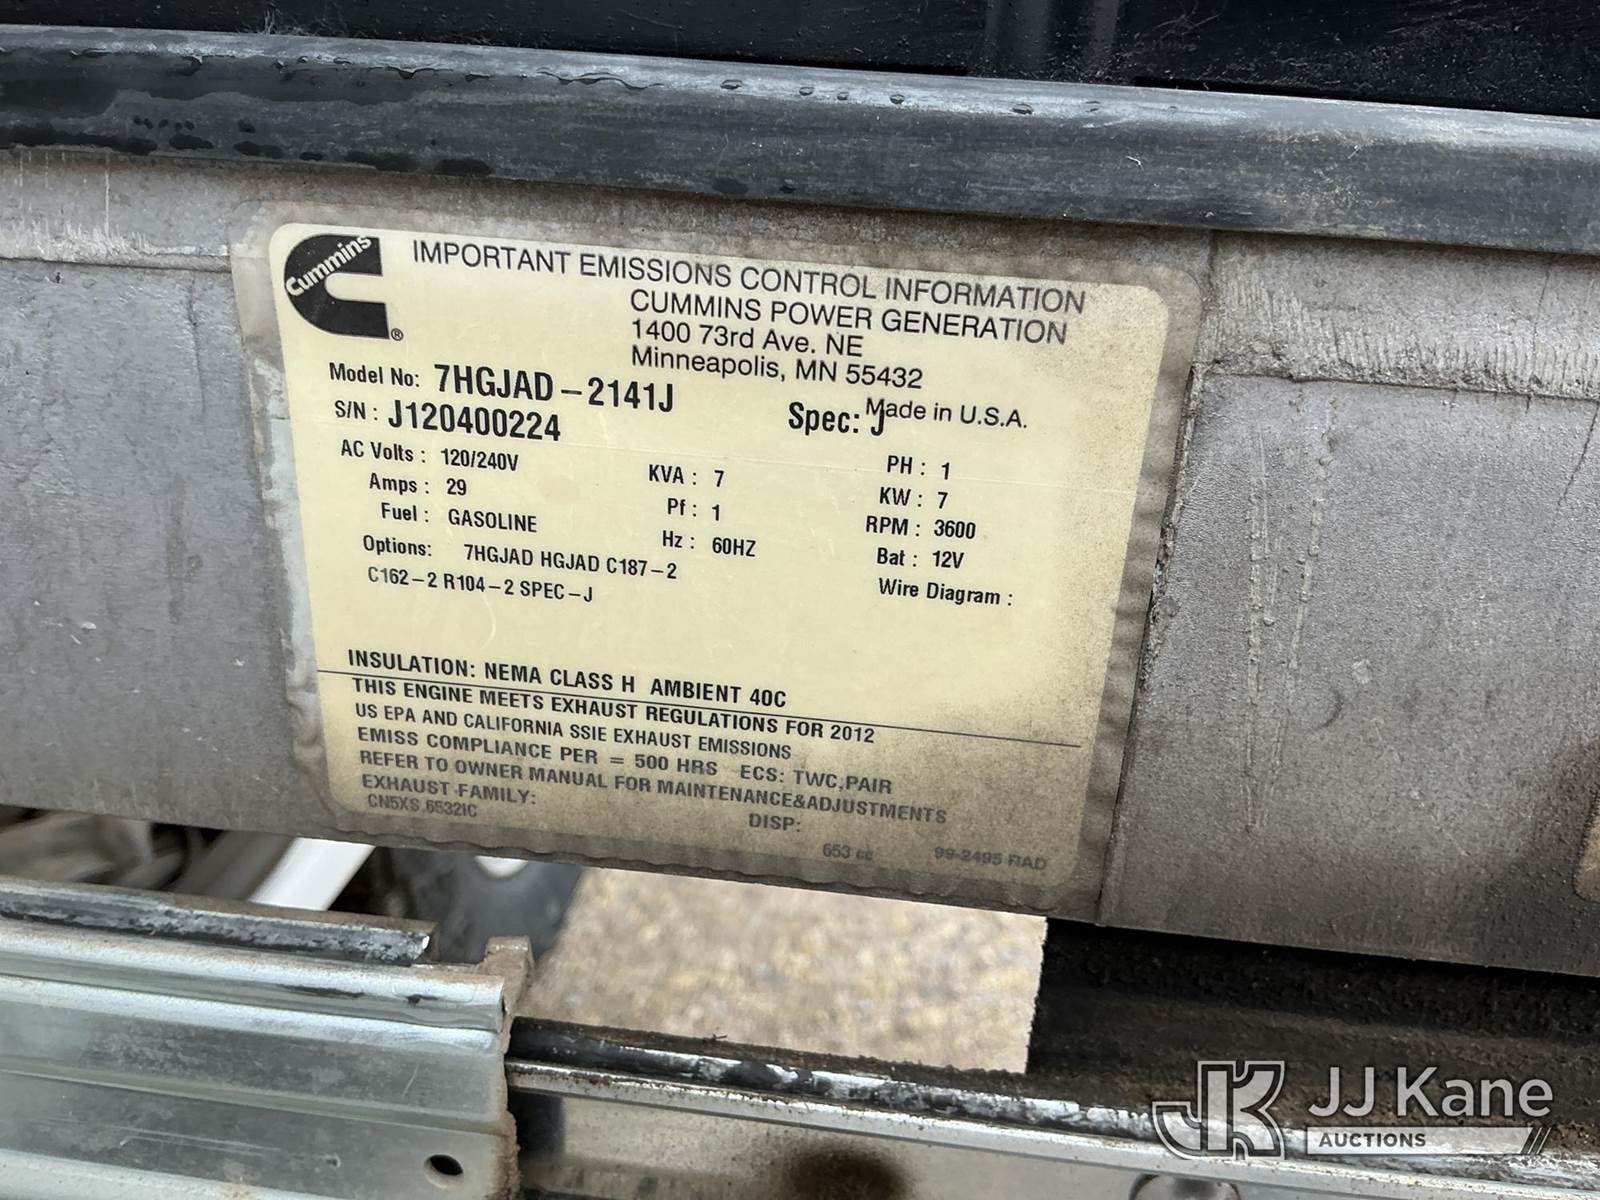 Cummins ®
IMPORTANT EMISSIONS CONTROL INFORMATION
CUMMINS POWER GENERATION
1400 73rd Ave. NE
Minneapolis, MN 55432
Made in U.S.A.
Model No: 7HGJAD-2141J Spec: J
S/N : J120400224
AC Volts : 120/240V KVA : 7 PH : 1
Amps : 29 Pf : 1 KW : 7
Fuel : GASOLINE Hz : 60HZ RPM : 3600
Bat : 12V
Options: 7HGJAD HGJAD C187-2 Wire Diagram :
C162-2 R104-2 SPEC-J
INSULATION: NEMA CLASS H AMBIENT 40C
THIS ENGINE MEETS EXHAUST REGULATIONS FOR 2012
US EPA AND CALIFORNIA SSIE EXHAUST EMISSIONS
EMISS COMPLIANCE PER = 500 HRS ECS: TWC,PAIR
REFER TO OWNER MANUAL FOR MAINTENANCE&ADJUSTMENTS
EXHAUST FAMILY: DISP:
CN5XS.6532IC 653 cc 99-2495 RAD
JK JJ Kane
AUCTIONS